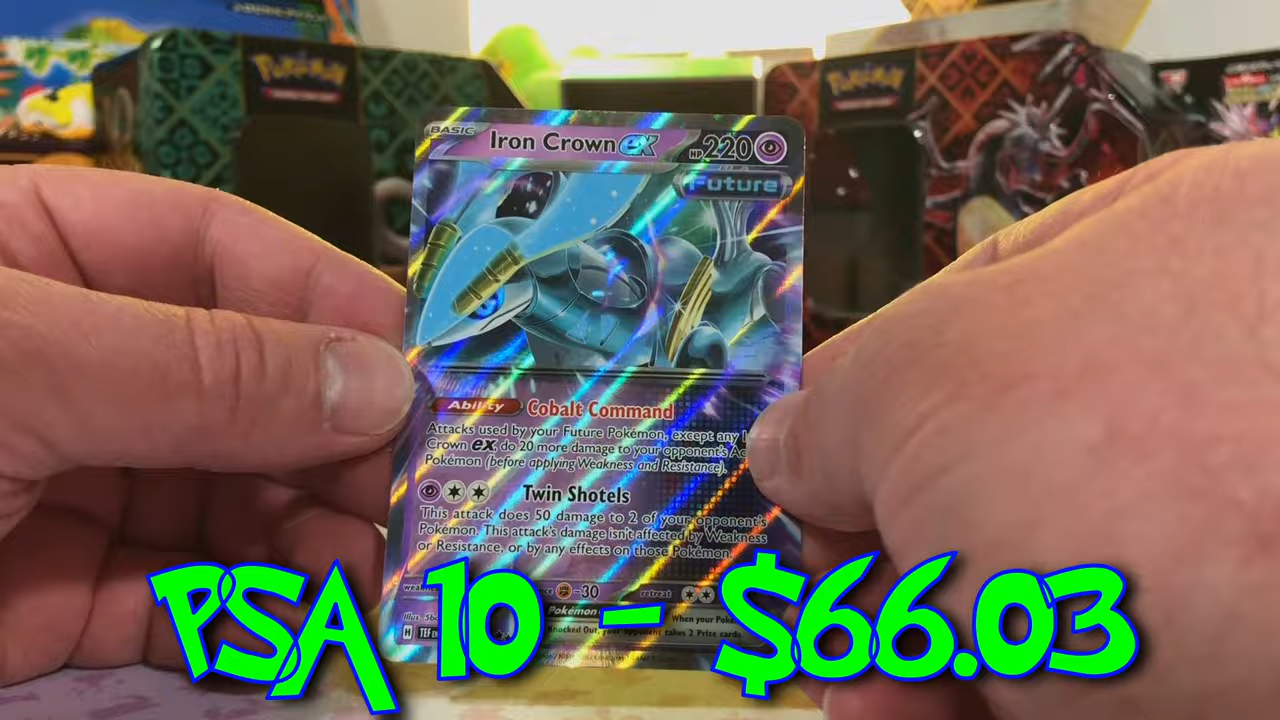 Pokémon
Pokémon
BASIC
Iron Crown ex HP 220
Future
Ability Cobalt Command
Attacks used by your Future Pokémon, except any
Crown ex, do 20 more damage to your opponent's
Pokémon (before applying Weakness and Resistance).
Twin Shotels
This attack does 50 damage to 2 of your opponent's
Pokémon. This attack's damage isn't affected by Weakness
or Resistance, or by any effects on those Pokémon.
-30 retreat
Illus. 5ban Pokémon When your
H TEF EN Knocked Out, your opponent takes 2 Prize cards.
PSA 10 - $66.03